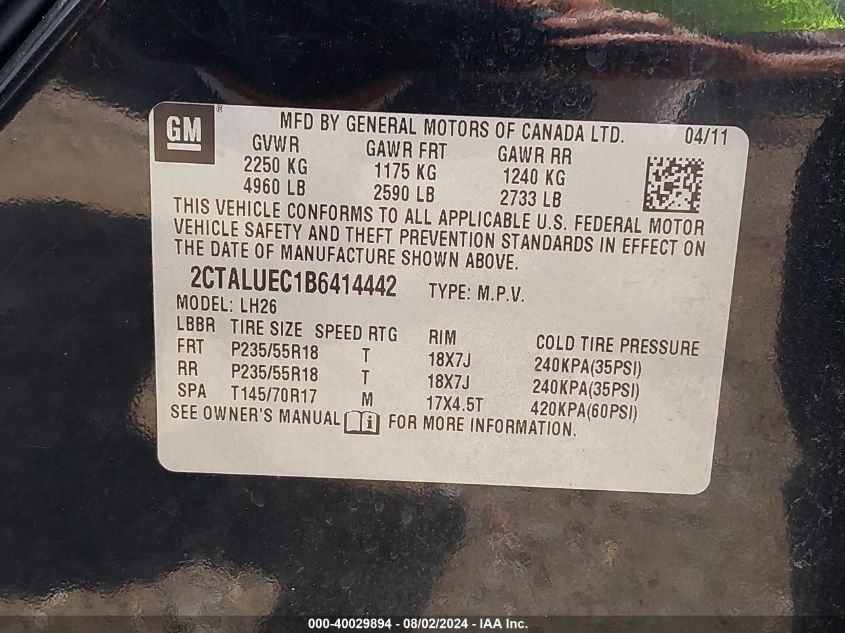 GM ®
MFD BY GENERAL MOTORS OF CANADA LTD. 04/11
GVWR GAWR FRT GAWR RR
2250 KG 1175 KG 1240 KG
4960 LB 2590 LB 2733 LB
THIS VEHICLE CONFORMS TO ALL APPLICABLE U.S. FEDERAL MOTOR
VEHICLE SAFETY AND THEFT PREVENTION STANDARDS IN EFFECT ON
THE DATE OF MANUFACTURE SHOWN ABOVE.
2CTALUEC1B6414442 TYPE: M.P.V.
MODEL: LH26
LBBR TIRE SIZE SPEED RTG RIM COLD TIRE PRESSURE
FRT P235/55R18 T 18X7J 240KPA(35PSI)
RR P235/55R18 T 18X7J 240KPA(35PSI)
SPA T145/70R17 M 17X4.5T 420KPA(60PSI)
SEE OWNER'S MANUAL i FOR MORE INFORMATION.
000-40029894 - 08/02/2024 - IAA Inc.